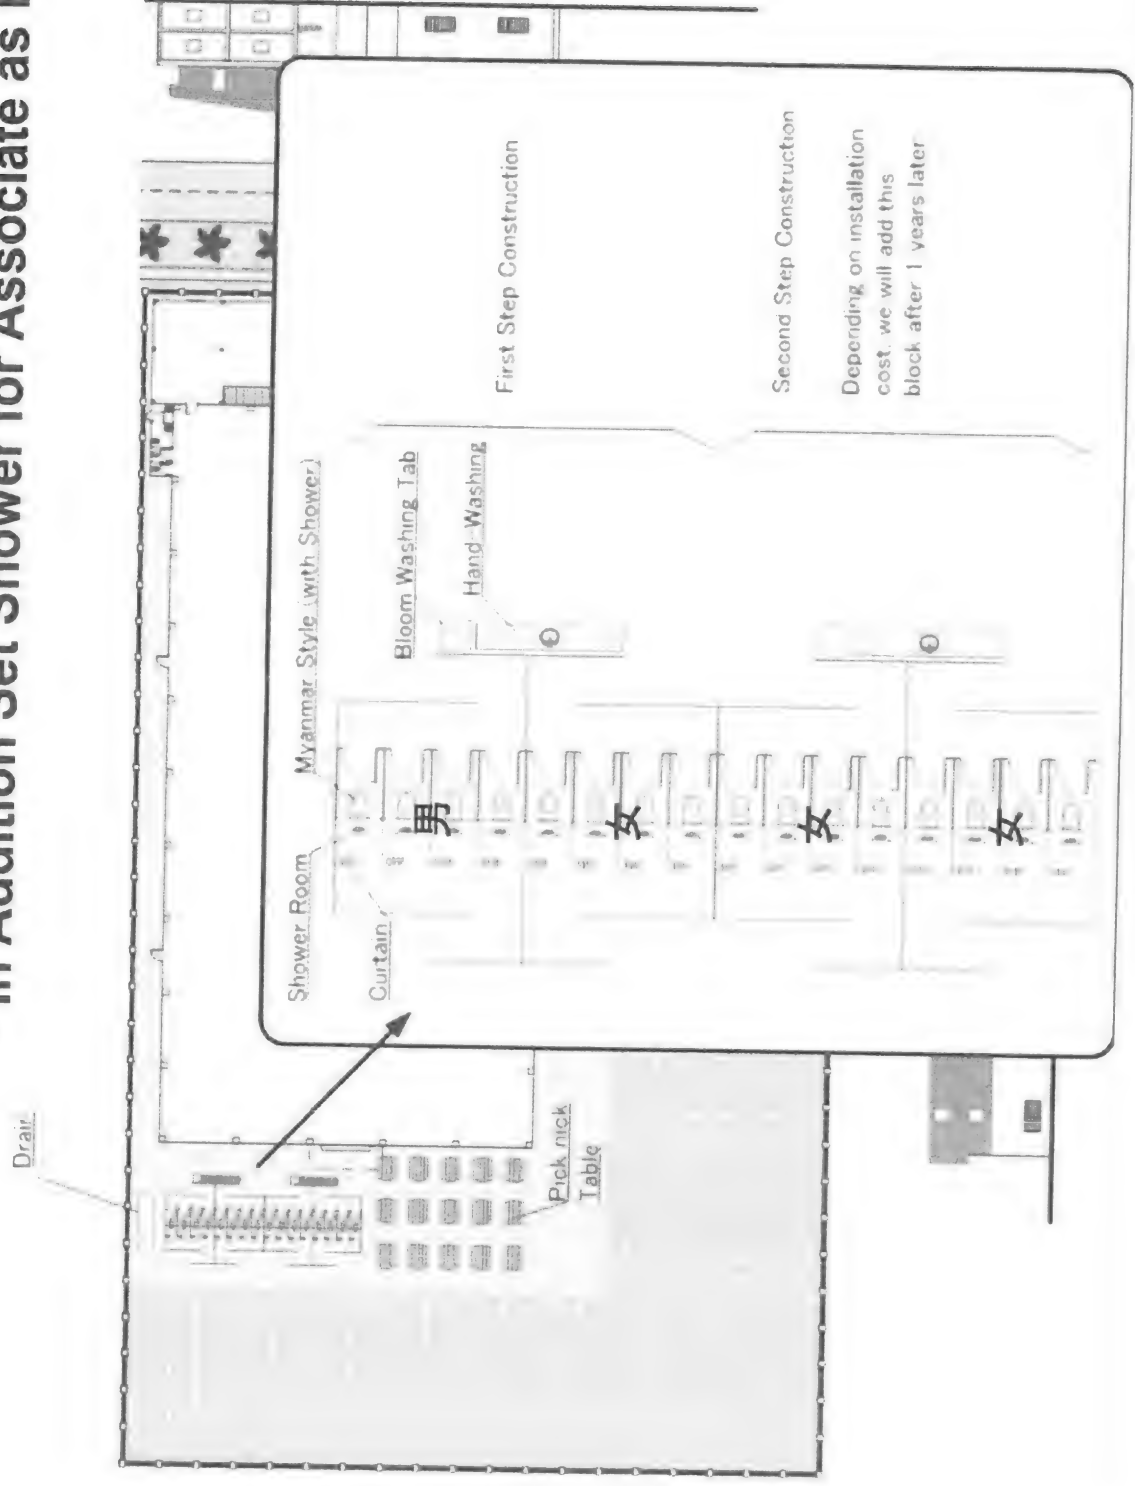 In Addition Set Shower for Associate as
Drair
Shower Room
Myanmar Style (with Shower)
Curtain
Bloom Washing Tab
Hand Washing
First Step Construction
男
女
女
女
Second Step Construction
Depending on installation
cost. we will add this
block after 1 years later
Pick nick
Table